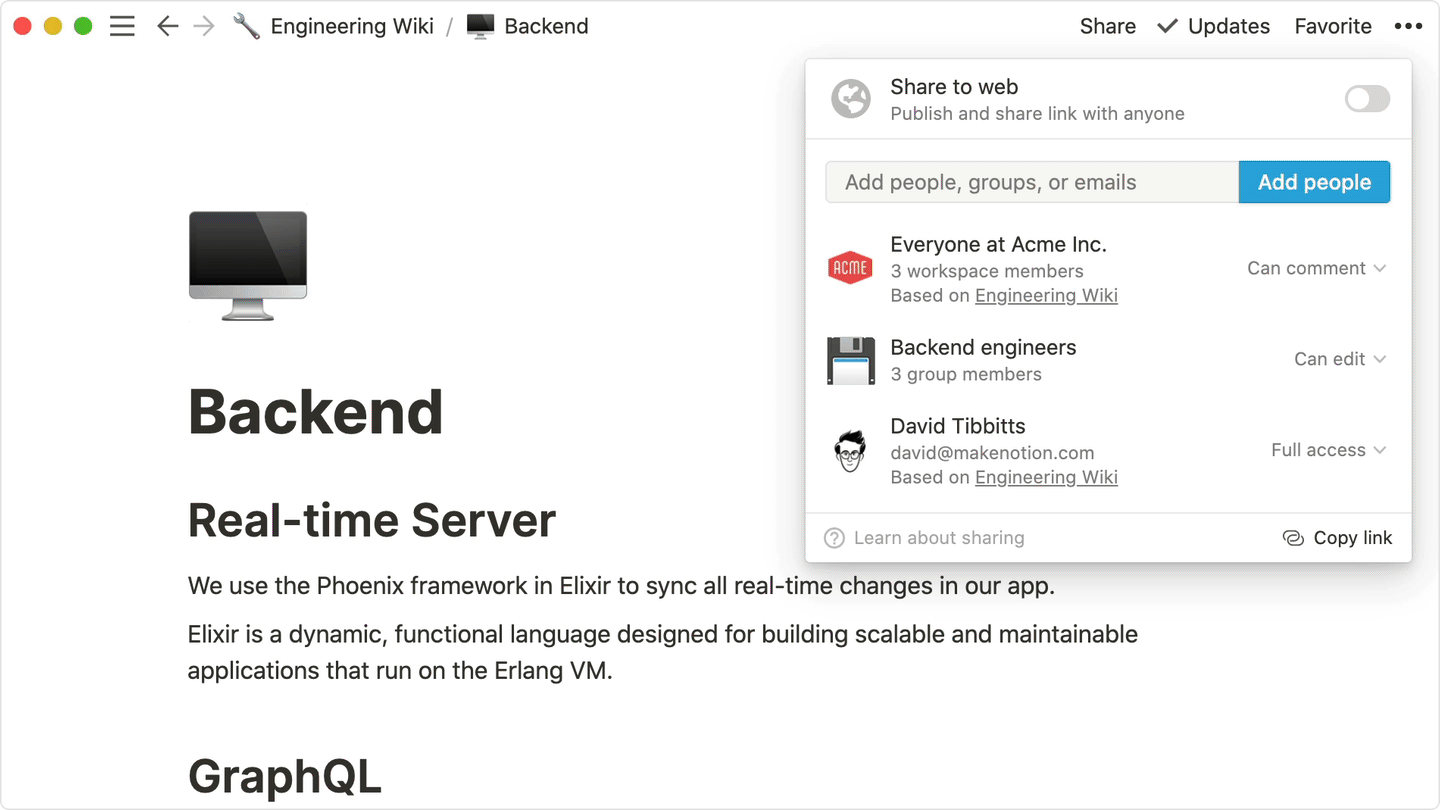 Engineering Wiki / Backend
Share Updates Favorite
Share to web
Publish and share link with anyone
Add people, groups, or emails Add people
Everyone at Acme Inc.
ACME 3 workspace members Can comment
Based on Engineering Wiki
Backend engineers
3 group members Can edit
David Tibbitts
david@makenotion.com Full access
Based on Engineering Wiki
? Learn about sharing Copy link
Backend
Real-time Server
We use the Phoenix framework in Elixir to sync all real-time changes in our app.
Elixir is a dynamic, functional language designed for building scalable and maintainable
applications that run on the Erlang VM.
GraphQL